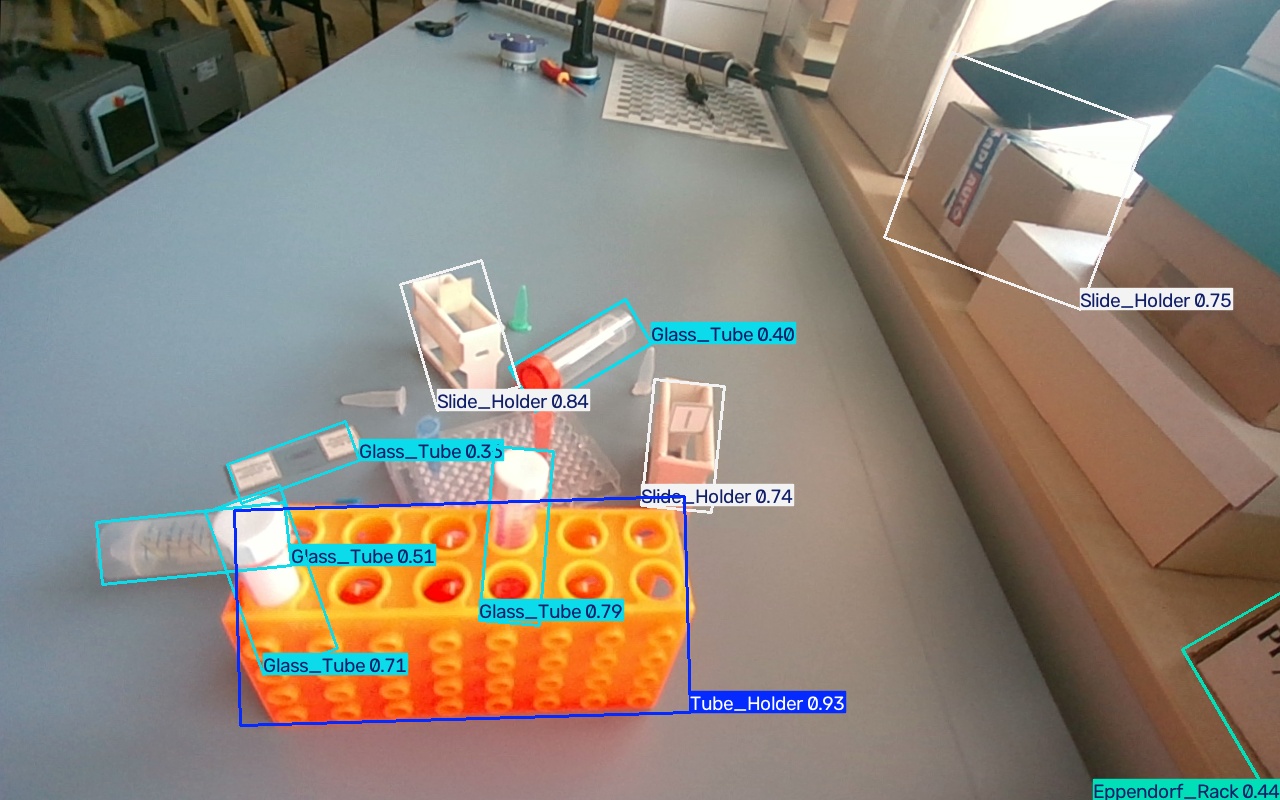 Slide_Holder 0.75
Glass_Tube 0.40
Slide_Holder 0.84
Glass_Tube 0.35
Slide_Holder 0.74
Glass_Tube 0.51
Glass_Tube 0.79
Glass_Tube 0.71
Tube_Holder 0.93
Eppendorf_Rack 0.44